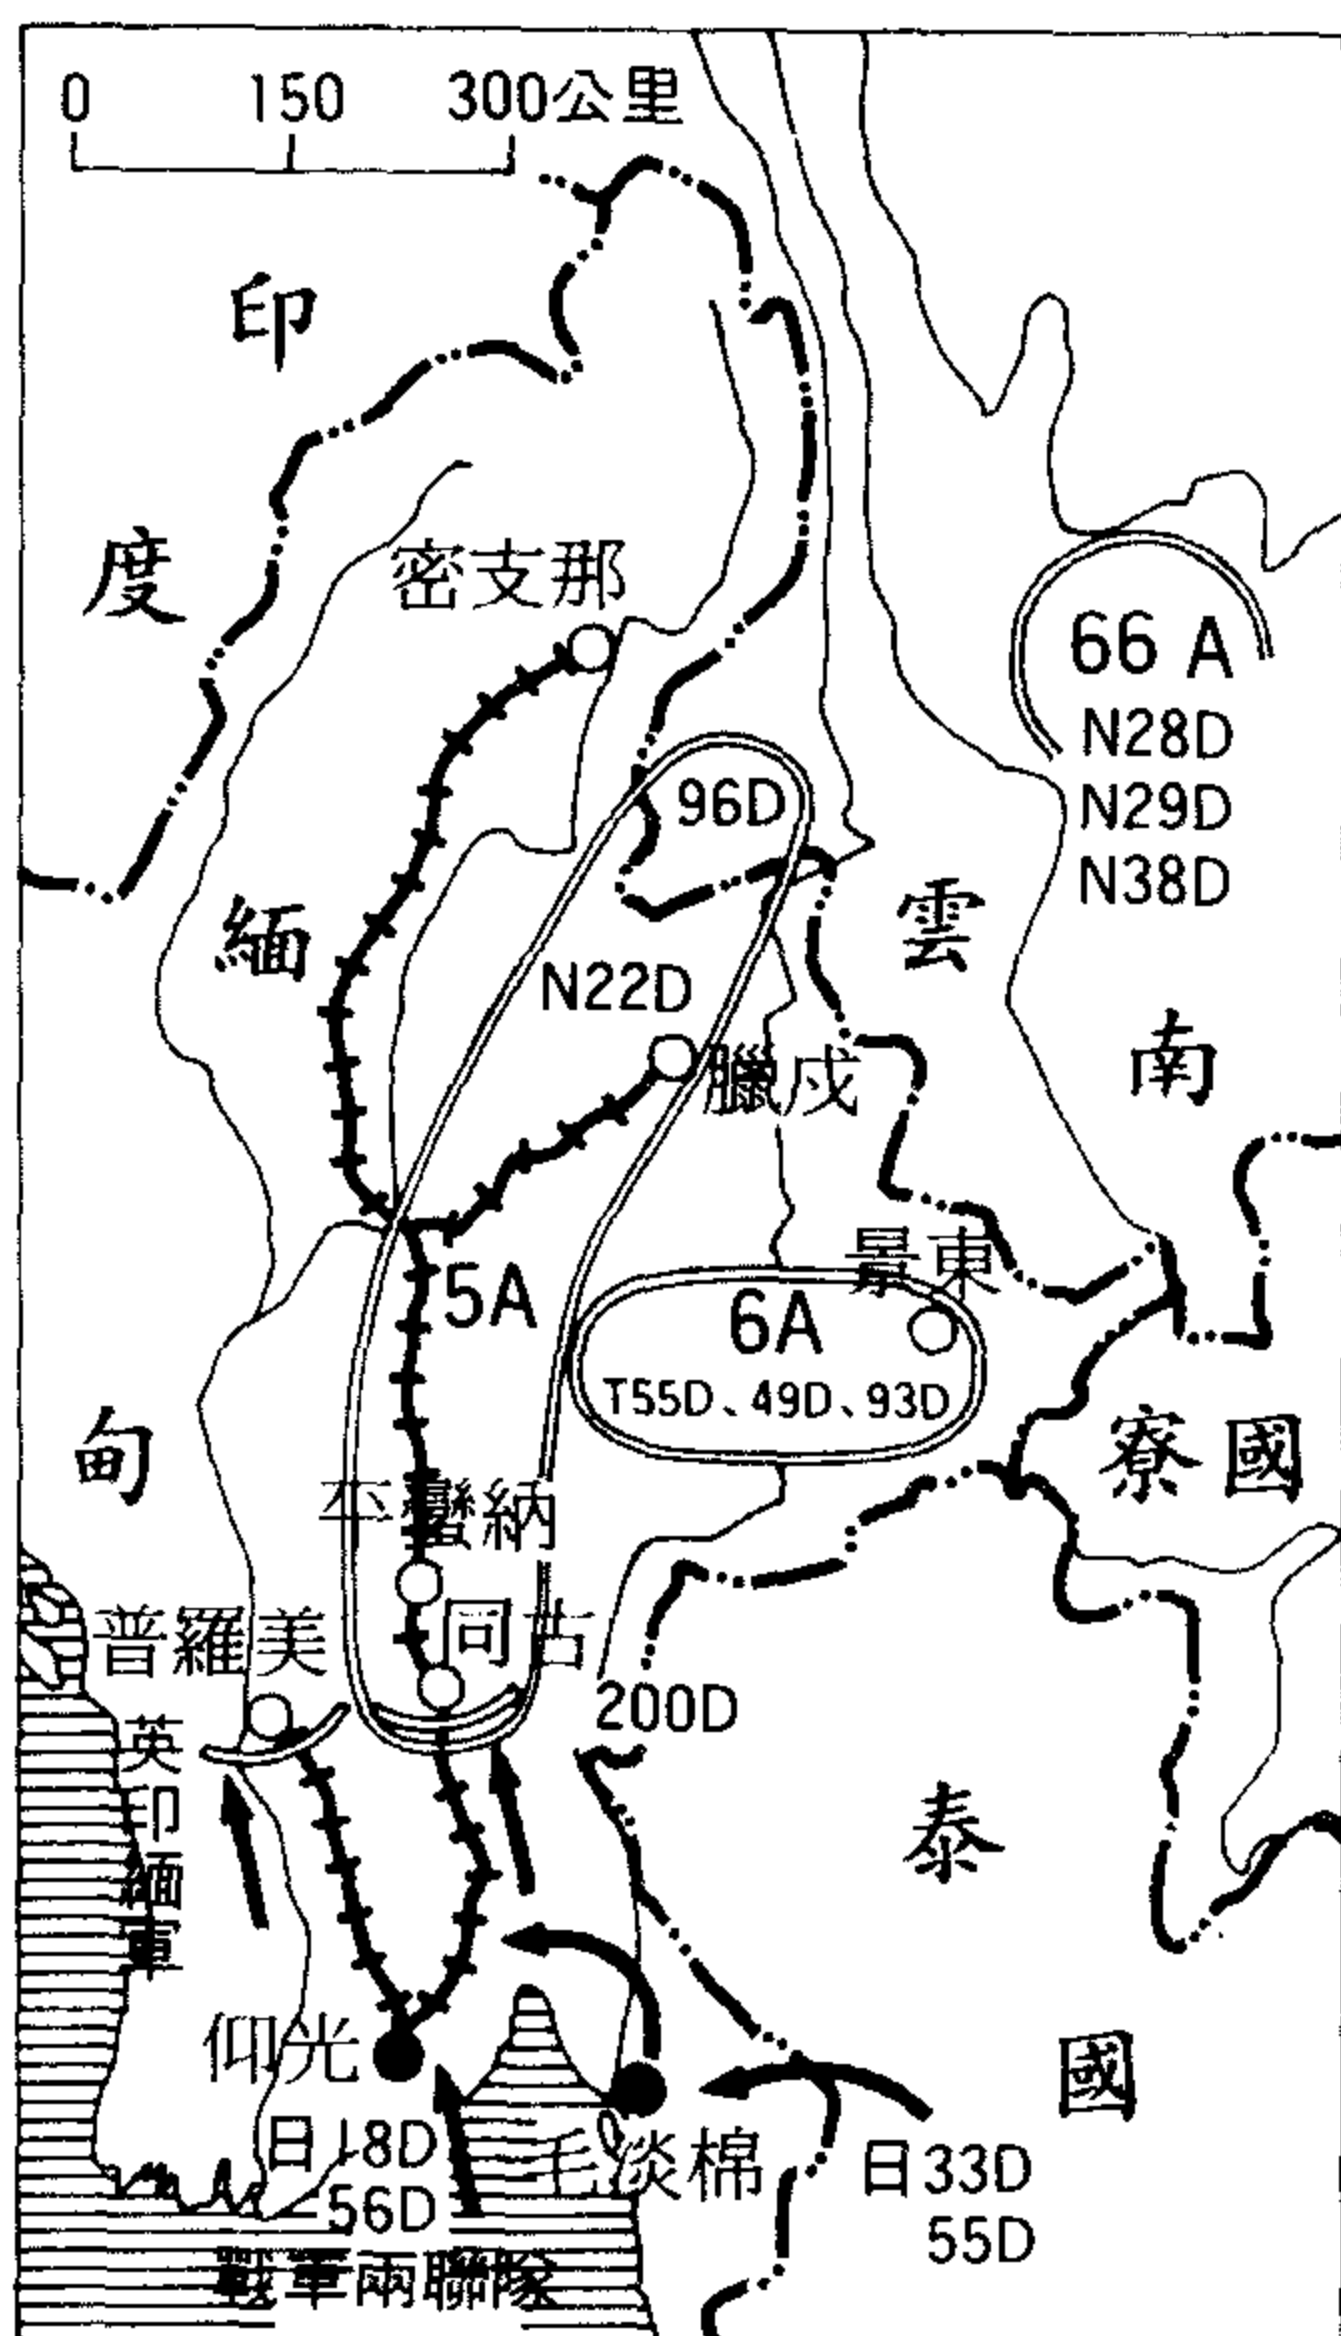 0 150 300公里
印
度
密支那
66 A
N28D
N29D
N38D
96D
緬
雲
N22D
南
臘戍
景東
5A
6A
T55D、49D、93D
甸
寮國
平蠻納
同古
普羅美
200D
英
印
緬
軍
泰
仰光
國
日18D
56D
戰車兩聯隊
毛淡棉
日33D
55D